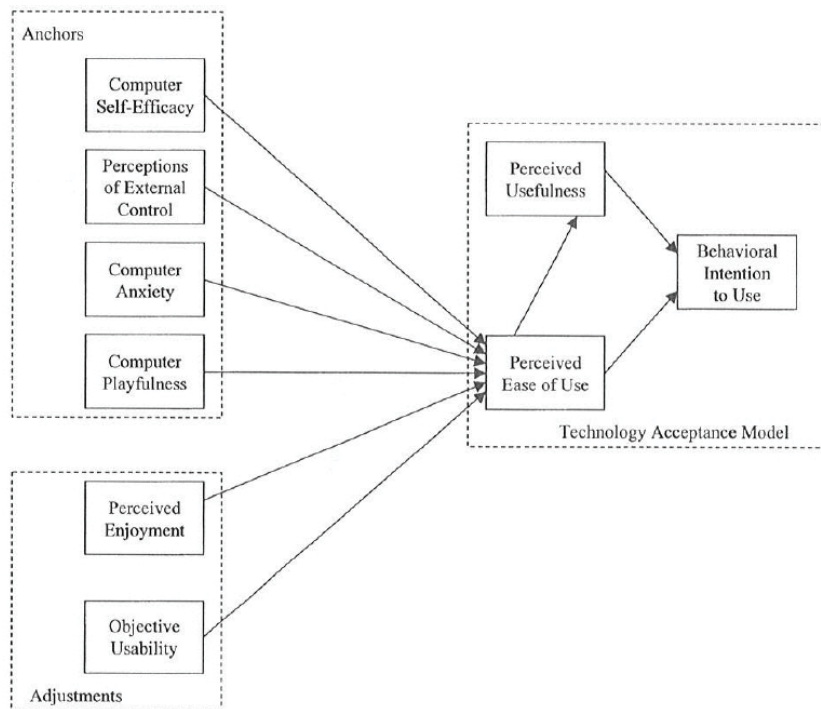 Anchors
Computer
Self-Efficacy
Perceptions
of External
Control
Computer
Anxiety
Computer
Playfulness
Perceived
Enjoyment
Objective
Usability
Adjustments
Perceived
Usefulness
Behavioral
Intention
to Use
Perceived
Ease of Use
Technology Acceptance Model